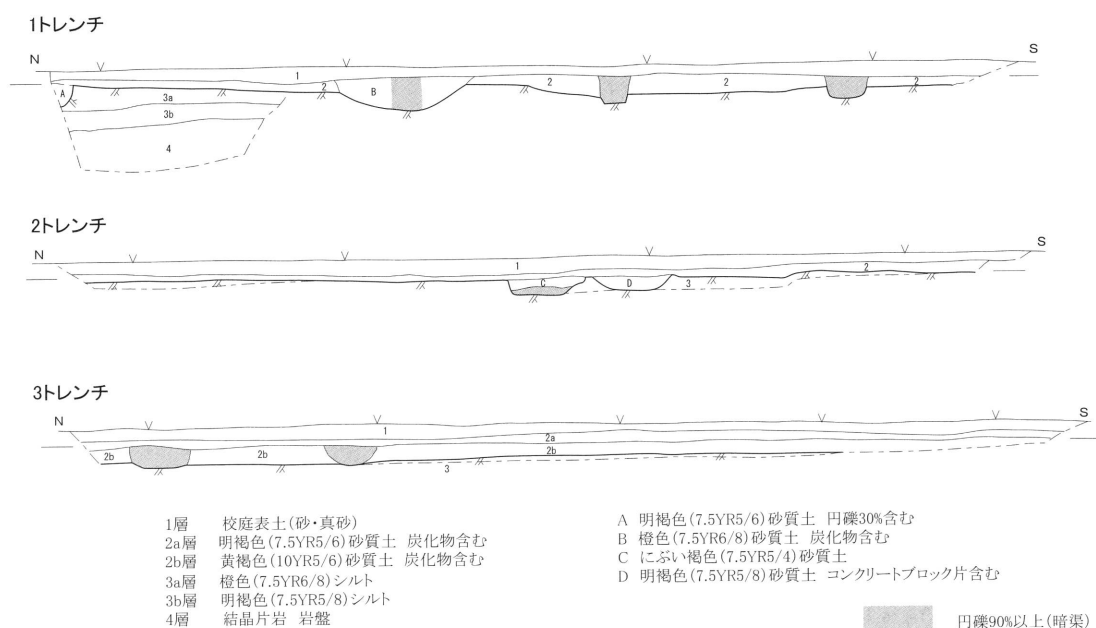 1トレンチ
N
S
1
2
2
2
2
A
B
3a
3b
4
2トレンチ
N
S
1
2
C
D
3
3トレンチ
N
S
1
2a
2b
2b
2b
3
1層 校庭表土(砂・真砂)
2a層 明褐色(7.5YR5/6)砂質土 炭化物含む
2b層 黄褐色(10YR5/6)砂質土 炭化物含む
3a層 橙色(7.5YR6/8)シルト
3b層 明褐色(7.5YR5/8)シルト
4層 結晶片岩 岩盤
A 明褐色(7.5YR5/6)砂質土 円礫30%含む
B 橙色(7.5YR6/8)砂質土 炭化物含む
C にぶい褐色(7.5YR5/4)砂質土
D 明褐色(7.5YR5/8)砂質土 コンクリートブロック片含む
円礫90%以上(暗渠)